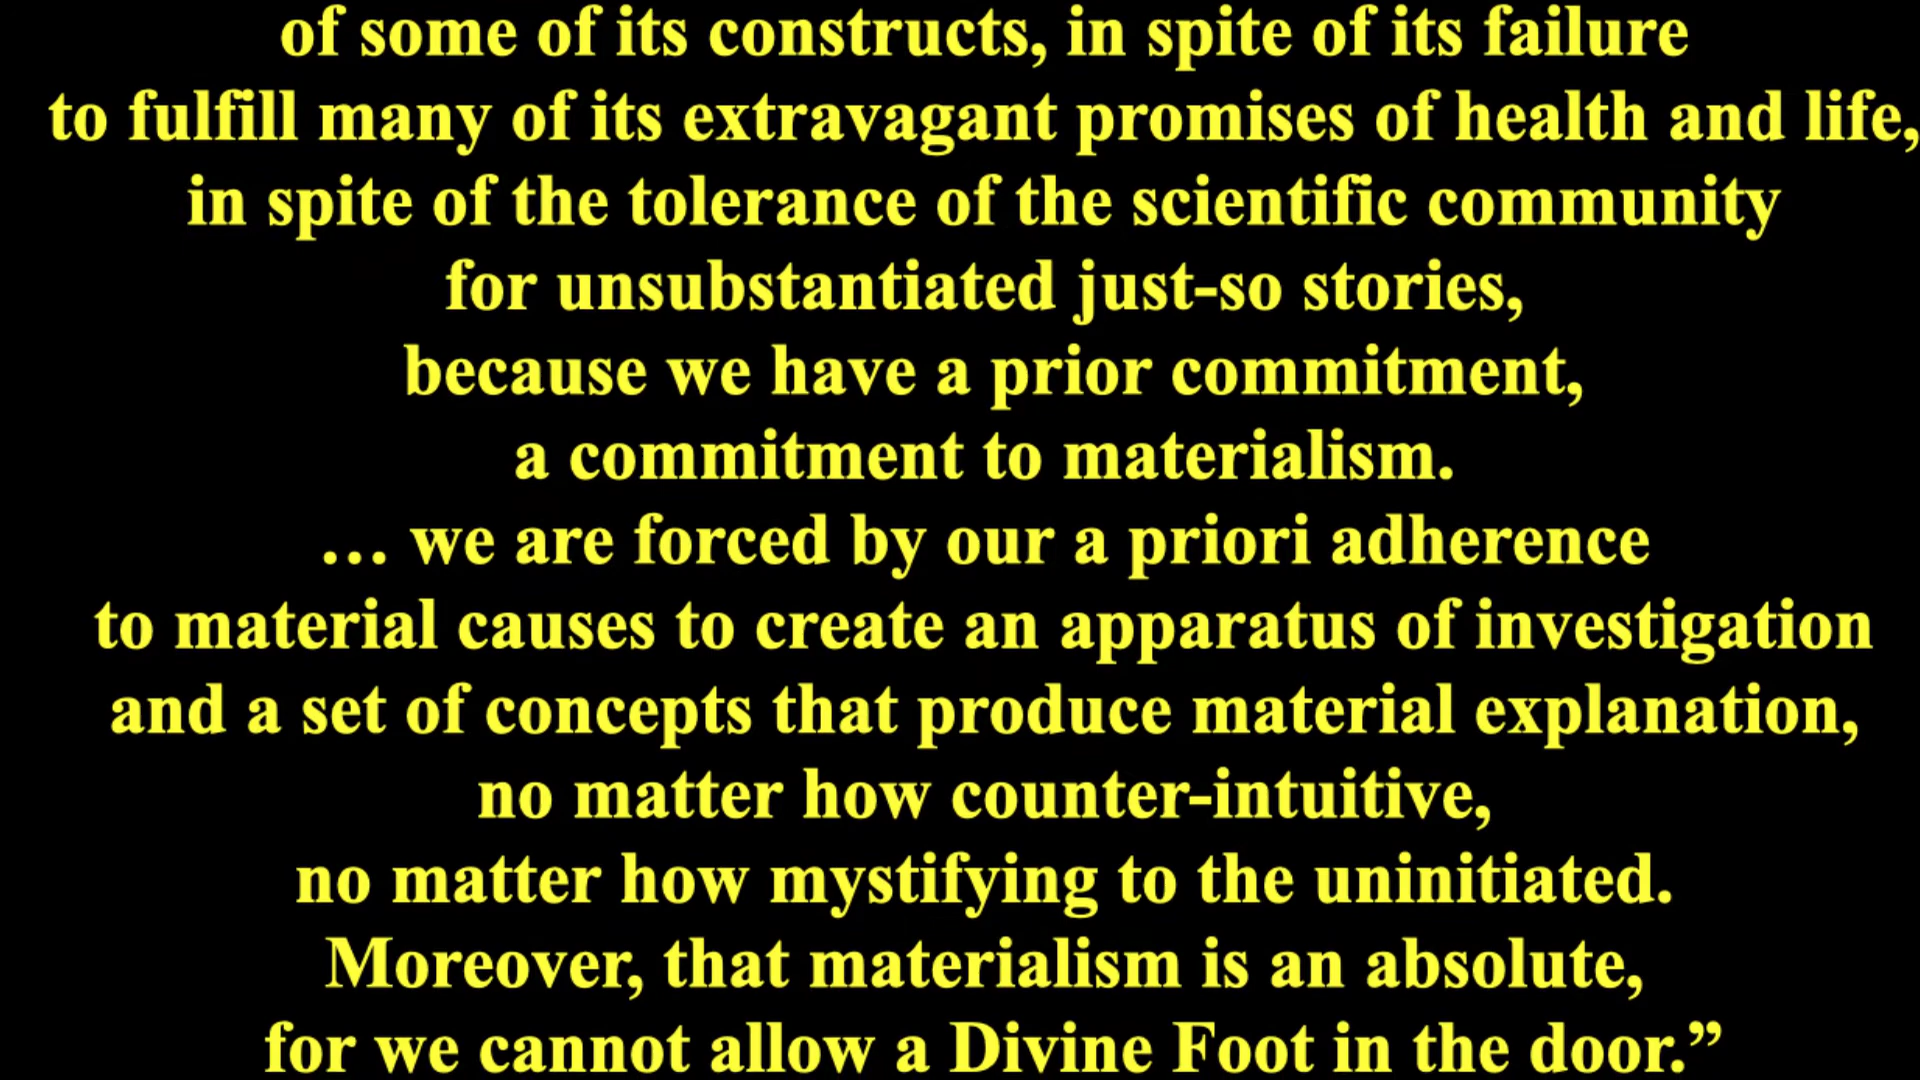 of some of its constructs, in spite of its failure
to fulfill many of its extravagant promises of health and life,
in spite of the tolerance of the scientific community
for unsubstantiated just-so stories,
because we have a prior commitment,
a commitment to materialism.
… we are forced by our a priori adherence
to material causes to create an apparatus of investigation
and a set of concepts that produce material explanation,
no matter how counter-intuitive,
no matter how mystifying to the uninitiated.
Moreover, that materialism is an absolute,
for we cannot allow a Divine Foot in the door.”